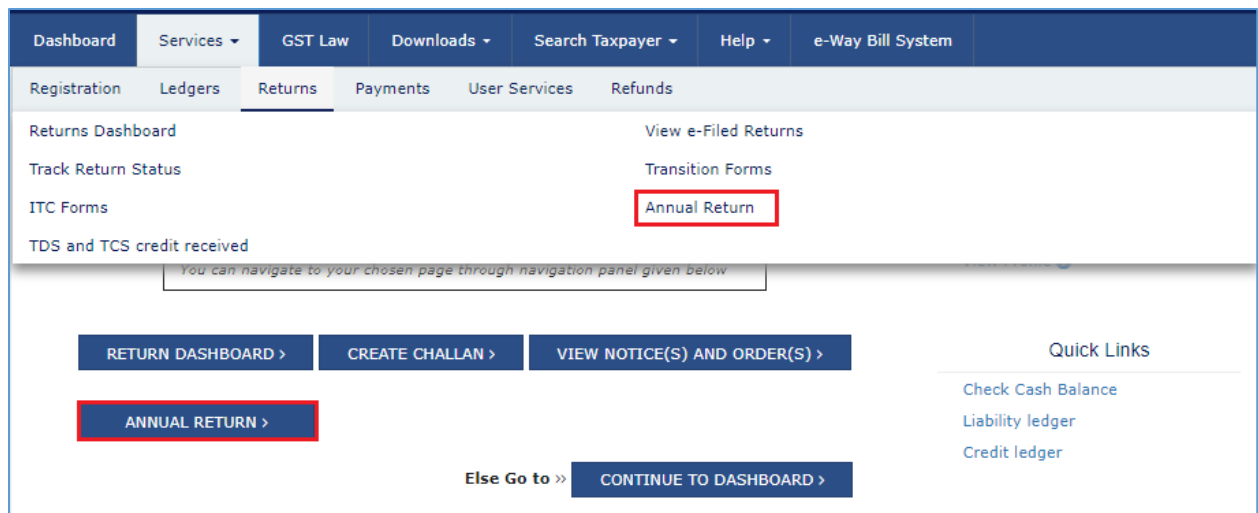 Dashboard Services GST Law Downloads Search Taxpayer Help e-Way Bill System
Registration Ledgers Returns Payments User Services Refunds
Returns Dashboard View e-Filed Returns
Track Return Status Transition Forms
ITC Forms Annual Return
TDS and TCS credit received
You can navigate to your chosen page through navigation panel given below
RETURN DASHBOARD > CREATE CHALLAN > VIEW NOTICE(S) AND ORDER(S) >
Quick Links
Check Cash Balance
ANNUAL RETURN > Liability ledger
Credit ledger
Else Go to » CONTINUE TO DASHBOARD >